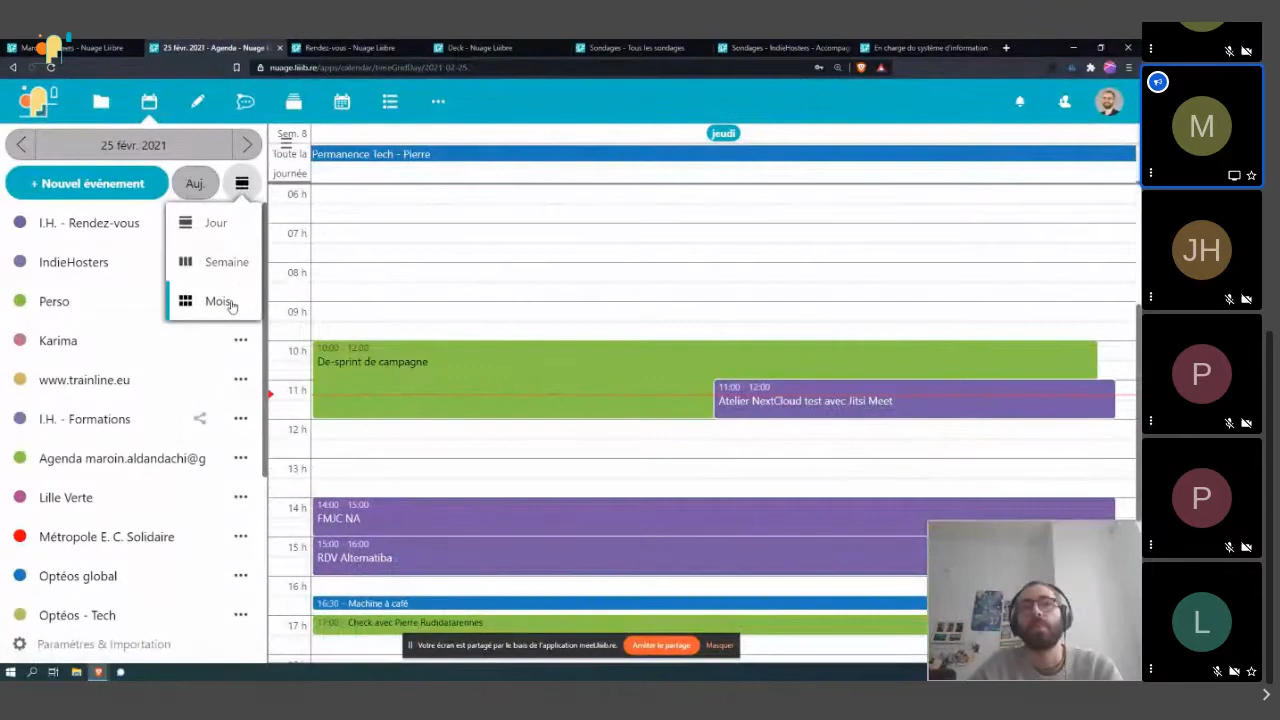 25 févr. 2021 - Agenda - Nuage
Rendez-vous - Nuage Liiibre
Deck - Nuage Liiibre
Sondages - Tous les sondages
Sondages - IndieHosters - Accompag
En charge du système d'information
nuage.liiib.re/apps/calendar/timeGridDay/2021-02-25
25 févr. 2021
+ Nouvel événement
Auj.
I.H. - Rendez-vous
IndieHosters
Perso
Karima
www.trainline.eu
I.H. - Formations
Agenda maroin.aldandachi@g
Lille Verte
Métropole E. C. Solidaire
Optéos global
Optéos - Tech
Paramètres & Importation
Jour
Semaine
Mois
Sem. 8
jeudi
Toute la journée
Permanence Tech - Pierre
06 h
07 h
08 h
09 h
10 h
10:00 - 12:00
De-sprint de campagne
11 h
11:00 - 12:00
Atelier NextCloud test avec Jitsi Meet
12 h
13 h
14 h
14:00 - 15:00
FMJC NA
15 h
15:00 - 16:00
RDV Alternatiba
16 h
16:30 - Machine à café
17 h
17:00 - Check avec Pierre Rudidatarennes
Votre écran est partagé par le biais de l'application meet.liiib.re.
Arrêter le partage
Masquer
M
JH
P
P
L